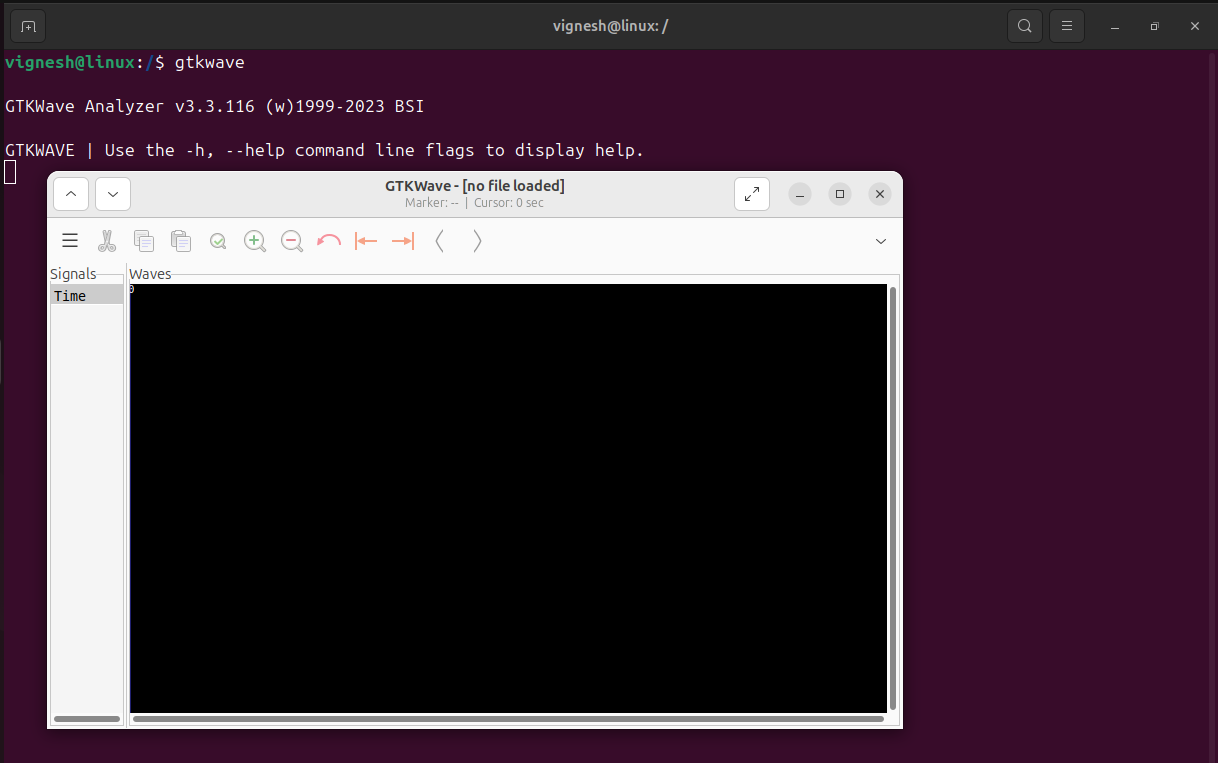 vignesh@linux: /
vignesh@linux:/$ gtkwave
GTKWave Analyzer v3.3.116 (w)1999-2023 BSI
GTKWAVE | Use the -h, --help command line flags to display help.
GTKWave - [no file loaded]
Marker: -- | Cursor: 0 sec
Signals
Waves
Time
0